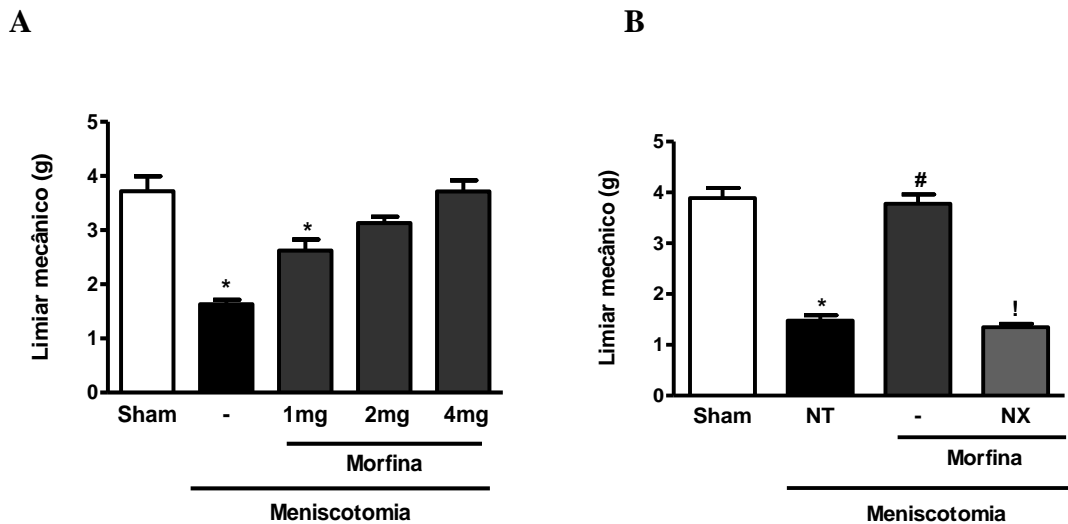 A
B
Limiar mecânico (g)
5
4
3
2
1
0
*
*
Sham
-
1mg
2mg
4mg
Morfina
Meniscotomia
Limiar mecânico (g)
5
4
3
2
1
0
*
#
!
Sham
NT
-
NX
Morfina
Meniscotomia